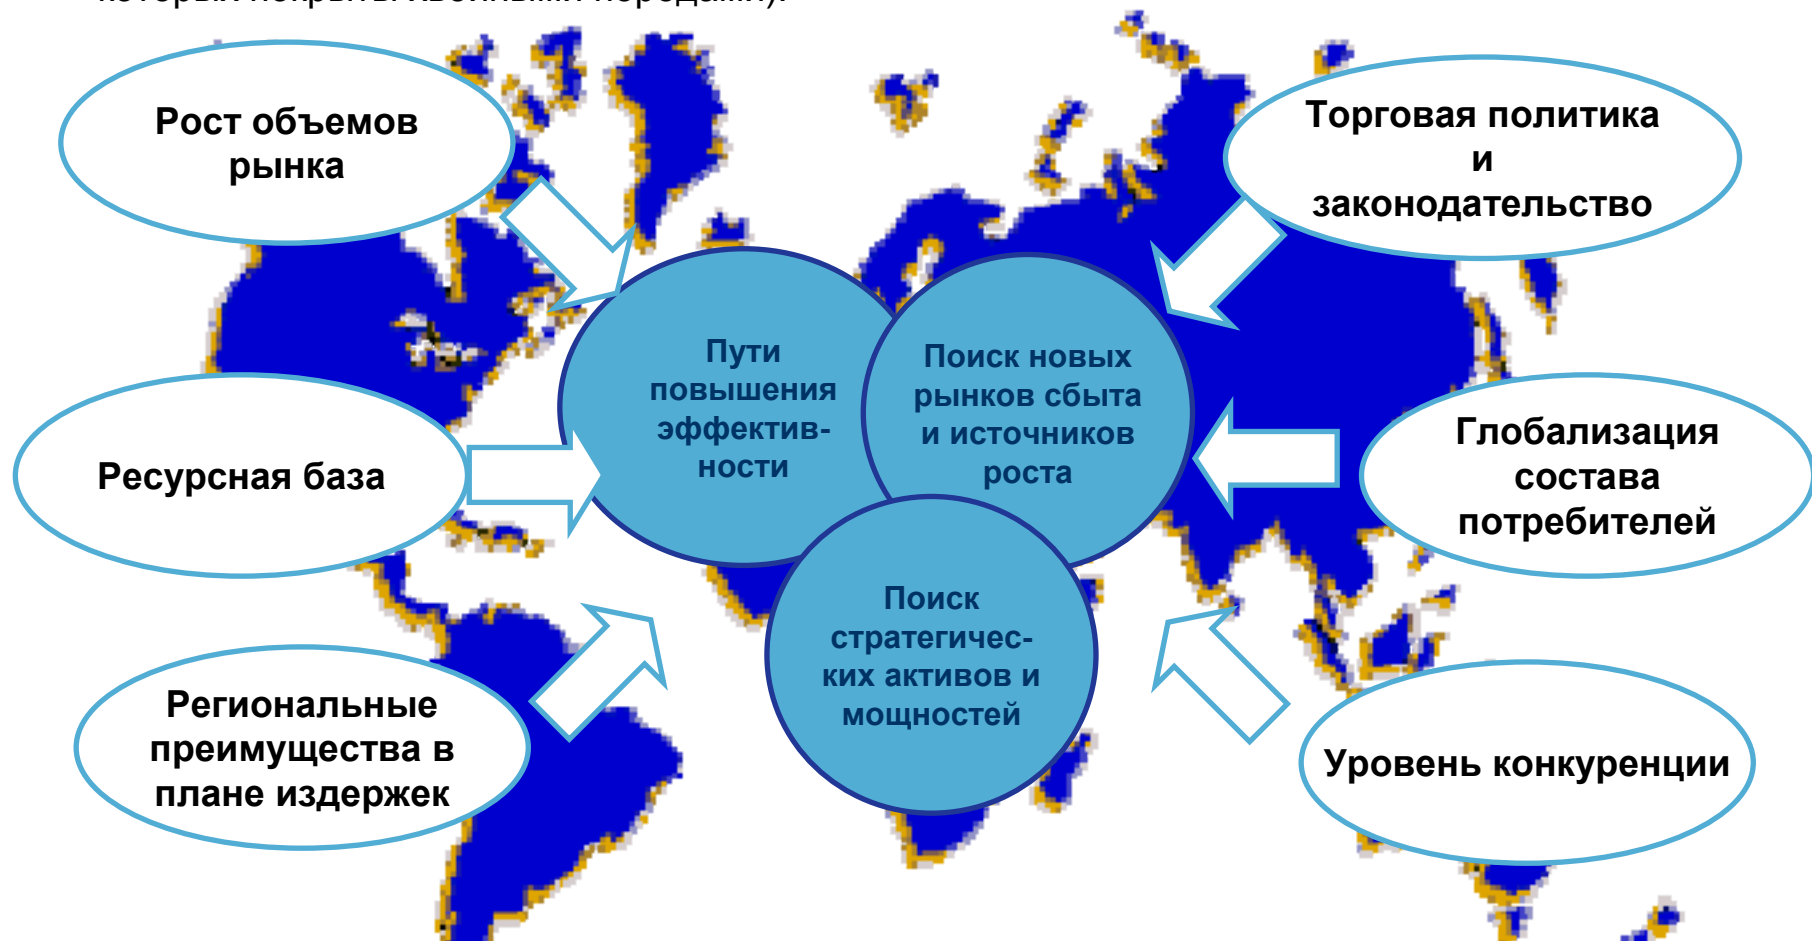 Рост объемов
рынка
Торговая политика
и
законодательство
Пути
повышения
эффектив-
ности
Поиск новых
рынков сбыта
и источников
роста
Ресурсная база
Глобализация
состава
потребителей
Поиск
стратегичес-
ких активов и
мощностей
Региональные
преимущества в
плане издержек
Уровень конкуренции